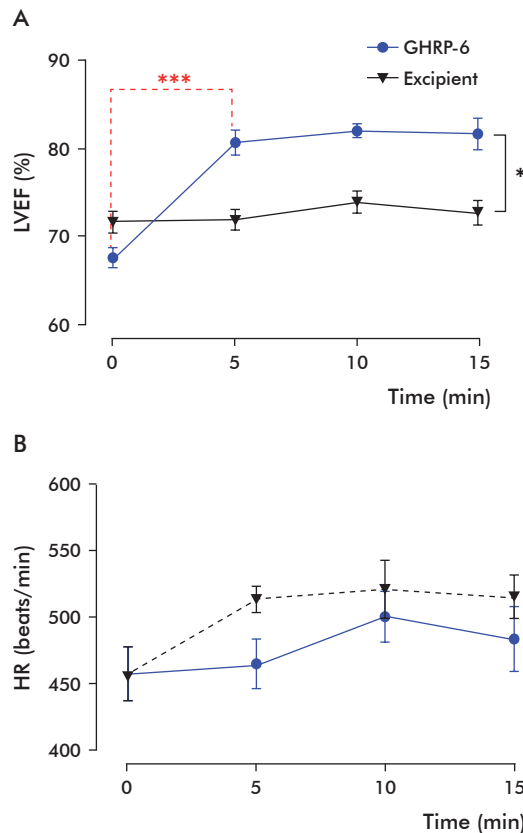 A
GHRP-6
Excipient
***
*
LVEF (%)
90
80
70
60
0 5 10 15
Time (min)
B
HR (beats/min)
600
550
500
450
400
0 5 10 15
Time (min)